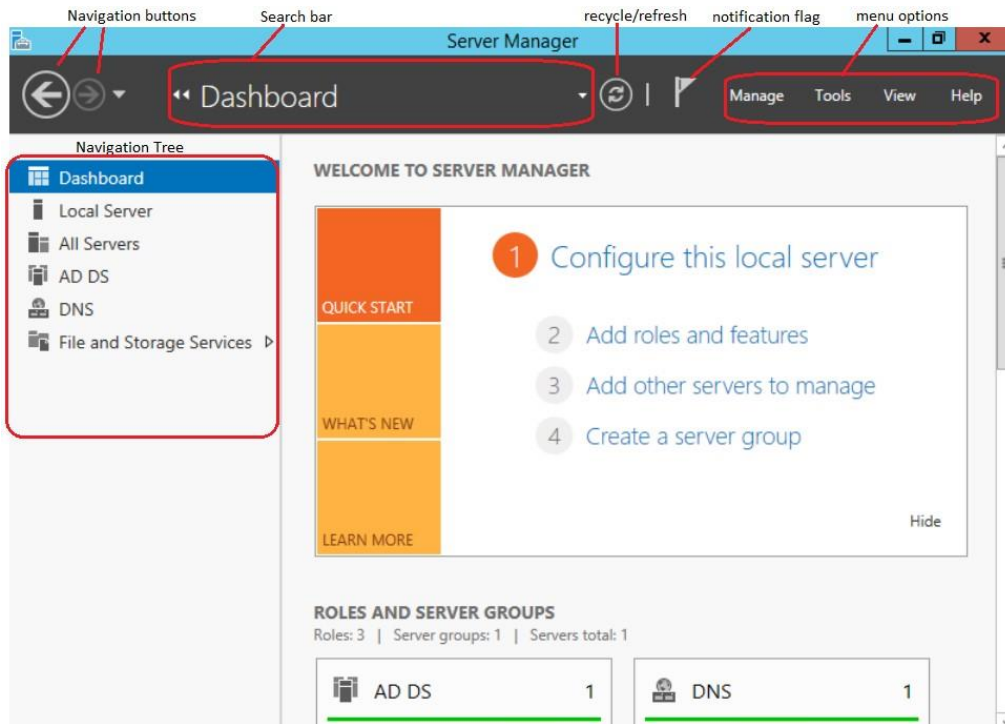 Navigation buttons
Search bar
recycle/refresh
notification flag
menu options
Server Manager
Dashboard
Manage Tools View Help
Navigation Tree
Dashboard
Local Server
All Servers
AD DS
DNS
File and Storage Services
WELCOME TO SERVER MANAGER
QUICK START
WHAT'S NEW
LEARN MORE
1 Configure this local server
2 Add roles and features
3 Add other servers to manage
4 Create a server group
Hide
ROLES AND SERVER GROUPS
Roles: 3 | Server groups: 1 | Servers total: 1
AD DS 1
DNS 1